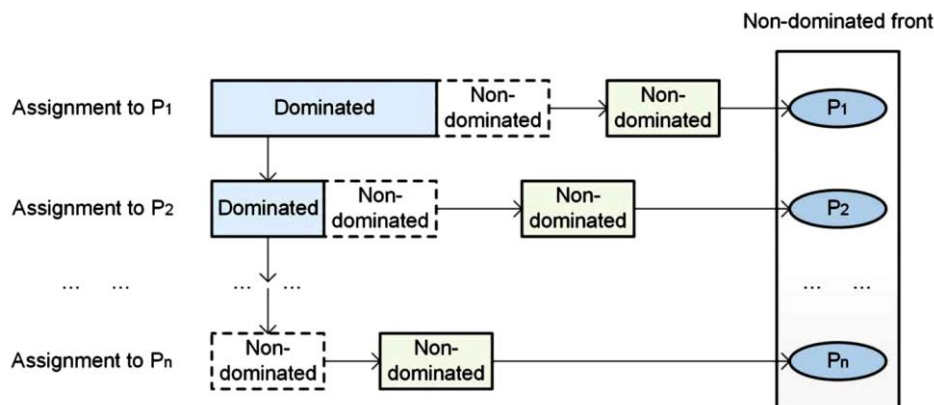 Non-dominated front
Assignment to P1
Dominated
Non-
dominated
Non-
dominated
P1
Assignment to P2
Dominated
Non-
dominated
Non-
dominated
P2
... ...
... ...
... ...
Assignment to Pn
Non-
dominated
Non-
dominated
Pn